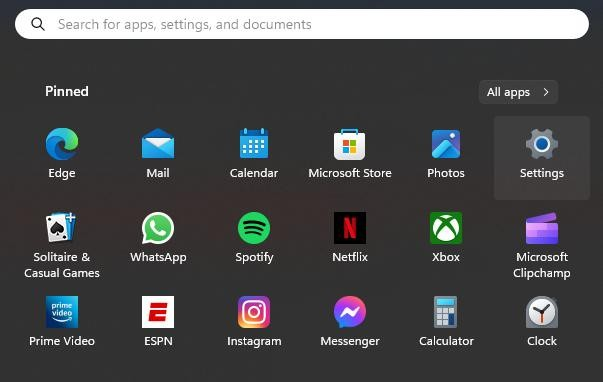 Search for apps, settings, and documents
Pinned
All apps
Edge
Mail
Calendar
Microsoft Store
Photos
Settings
Solitaire &
Casual Games
WhatsApp
Spotify
Netflix
Xbox
Microsoft
Clipchamp
prime
video
Prime Video
ESPN
Instagram
Messenger
Calculator
Clock